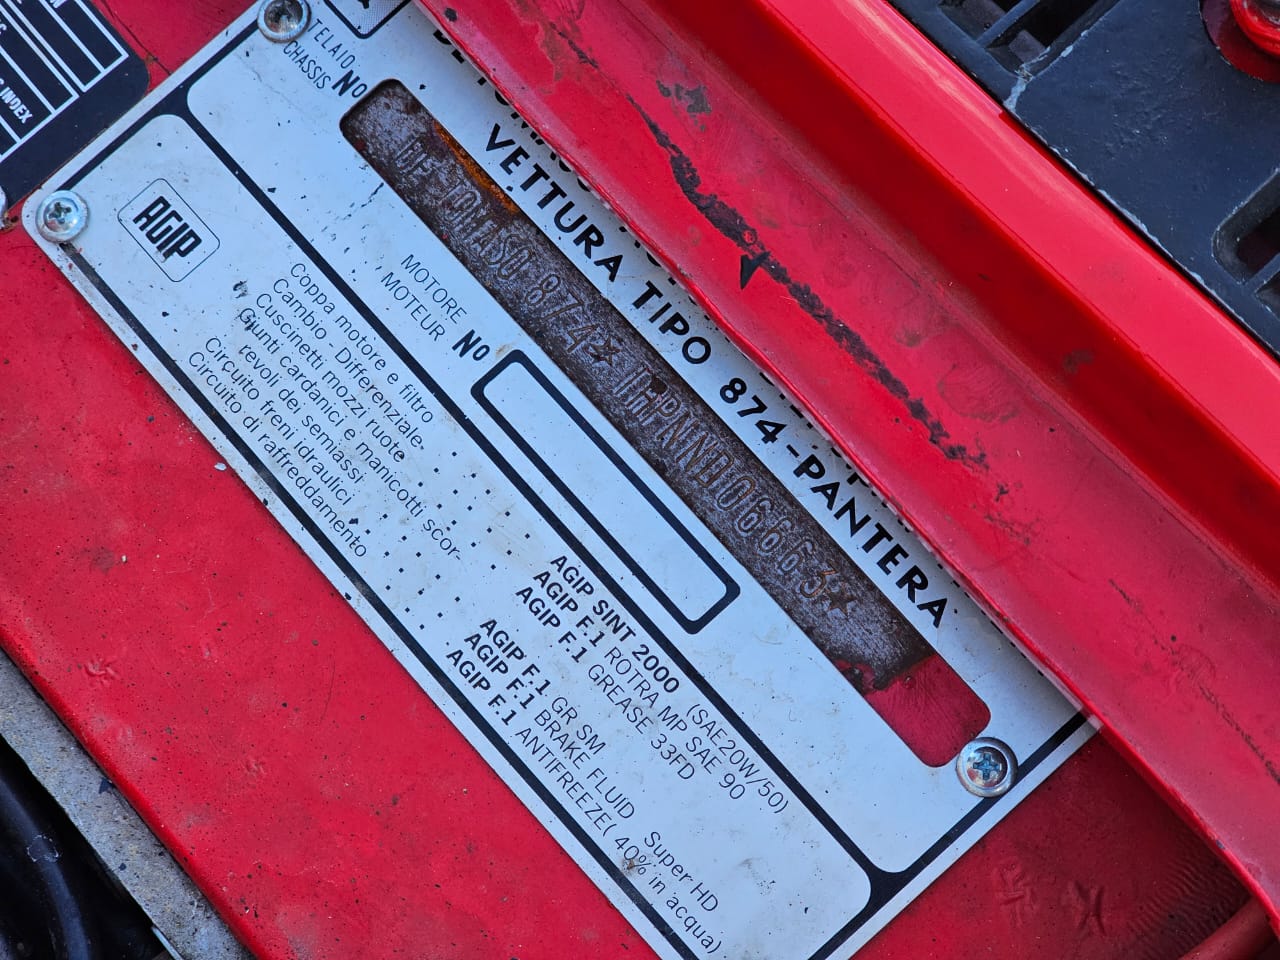 INDEX
TELAIO
CHASSIS Nº
DE TOMASO 874* THPNND06663*
VETTURA TIPO 874-PANTERA
MOTORE
MOTEUR Nº
AGIP
Coppa motore e filtro . . . AGIP SINT 2000 (SAE20W/50)
Cambio - Differenziale . . . AGIP F.1 ROTRA MP SAE 90
Cuscinetti mozzi ruote . . . AGIP F.1 GREASE 33FD
Giunti cardanici e manicotti scor-
revoli dei semiassi . . . AGIP F.1 GR SM
Circuito freni idraulici . . . AGIP F.1 BRAKE FLUID Super HD
Circuito di raffreddamento . . . AGIP F.1 ANTIFREEZE( 40% in acqua)